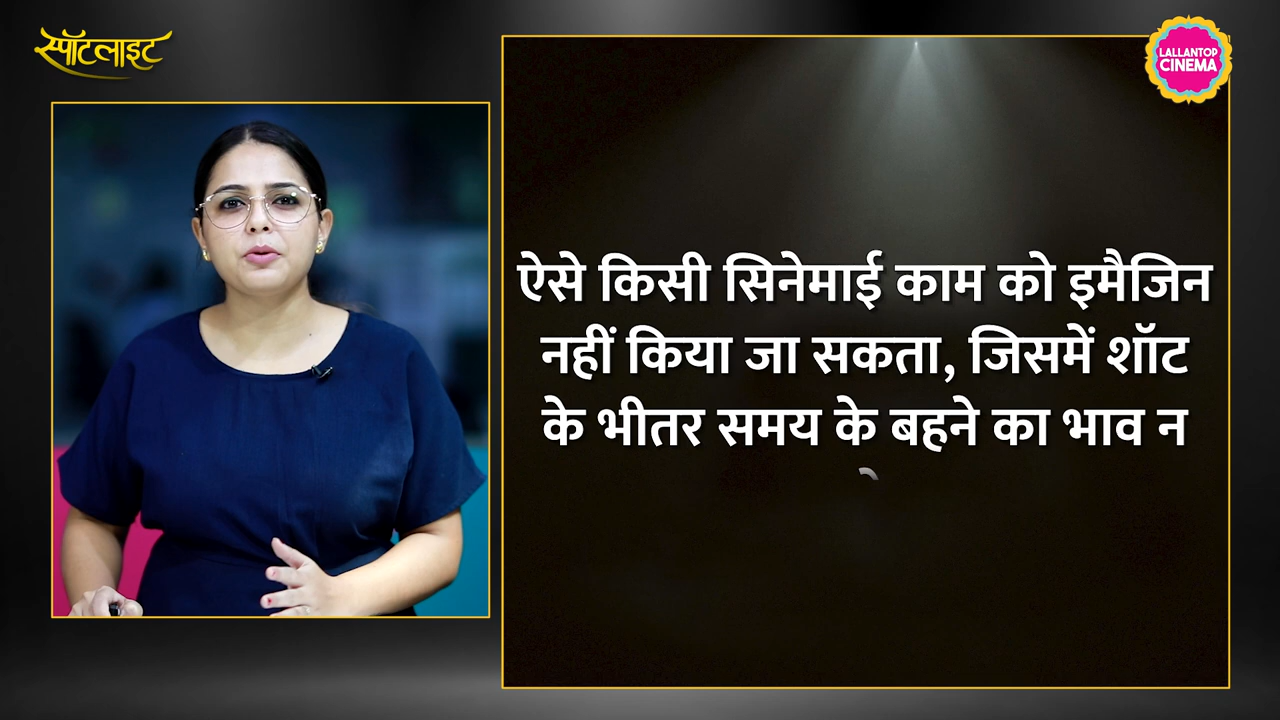 स्पॉटलाइट
LALLANTOP
CINEMA
ऐसे किसी सिनेमाई काम को इमैजिन
नहीं किया जा सकता, जिसमें शॉट
के भीतर समय के बहने का भाव न